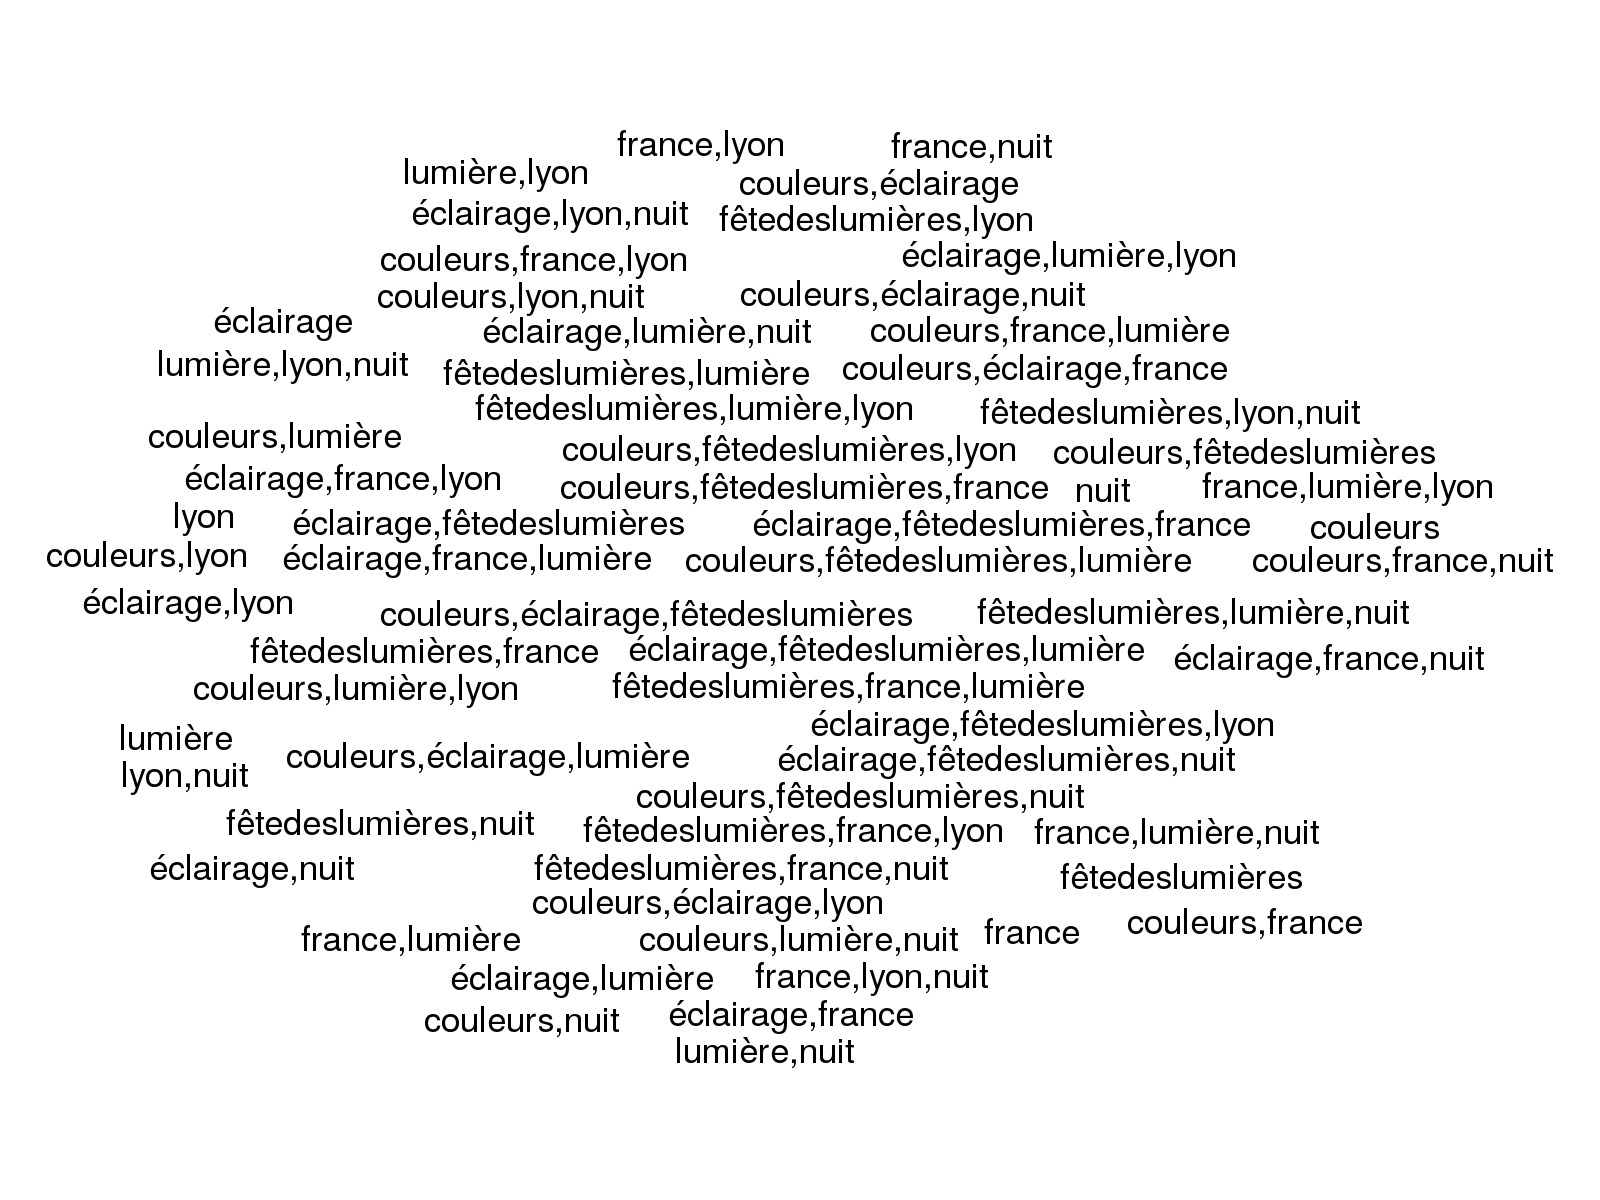 france,lyon
france,nuit
lumière,lyon
couleurs,éclairage
éclairage,lyon,nuit
fêtedeslumières,lyon
couleurs,france,lyon
éclairage,lumière,lyon
couleurs,lyon,nuit
couleurs,éclairage,nuit
éclairage
éclairage,lumière,nuit
couleurs,france,lumière
lumière,lyon,nuit
fêtedeslumières,lumière
couleurs,éclairage,france
fêtedeslumières,lumière,lyon
fêtedeslumières,lyon,nuit
couleurs,lumière
couleurs,fêtedeslumières,lyon
couleurs,fêtedeslumières
éclairage,france,lyon
couleurs,fêtedeslumières,france
nuit
france,lumière,lyon
lyon
éclairage,fêtedeslumières
éclairage,fêtedeslumières,france
couleurs
couleurs,lyon
éclairage,france,lumière
couleurs,fêtedeslumières,lumière
couleurs,france,nuit
éclairage,lyon
couleurs,éclairage,fêtedeslumières
fêtedeslumières,lumière,nuit
fêtedeslumières,france
éclairage,fêtedeslumières,lumière
éclairage,france,nuit
couleurs,lumière,lyon
fêtedeslumières,france,lumière
éclairage,fêtedeslumières,lyon
lumière
couleurs,éclairage,lumière
éclairage,fêtedeslumières,nuit
lyon,nuit
couleurs,fêtedeslumières,nuit
fêtedeslumières,nuit
fêtedeslumières,france,lyon
france,lumière,nuit
éclairage,nuit
fêtedeslumières,france,nuit
fêtedeslumières
couleurs,éclairage,lyon
couleurs,france
france,lumière
couleurs,lumière,nuit
france
éclairage,lumière
france,lyon,nuit
couleurs,nuit
éclairage,france
lumière,nuit